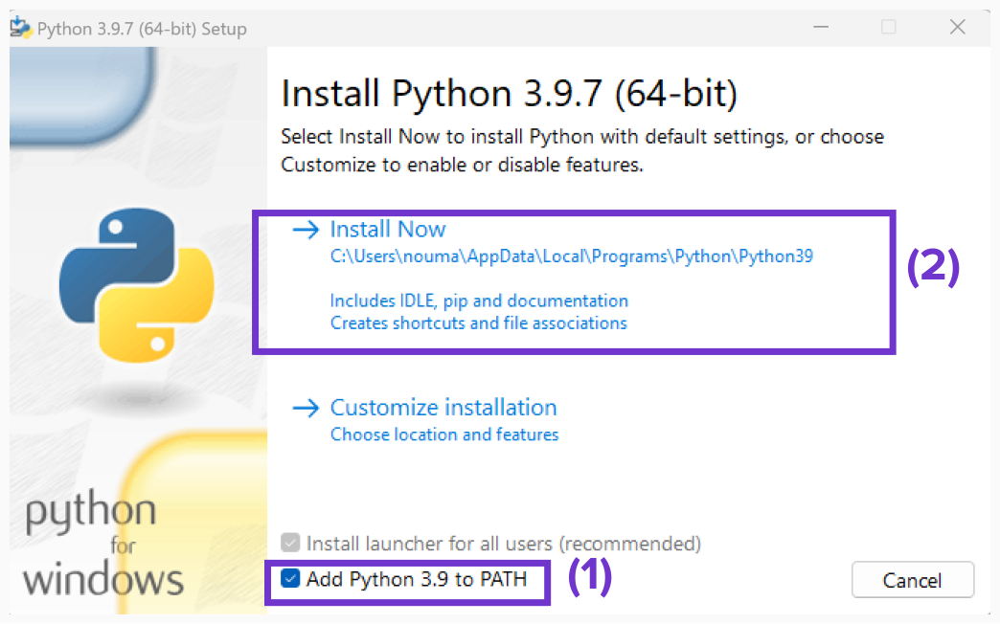 Python 3.9.7 (64-bit) Setup
Install Python 3.9.7 (64-bit)
Select Install Now to install Python with default settings, or choose
Customize to enable or disable features.
Install Now
C:\Users\nouma\AppData\Local\Programs\Python\Python39
(2)
Includes IDLE, pip and documentation
Creates shortcuts and file associations
Customize installation
Choose location and features
python
for
windows
Install launcher for all users (recommended)
Add Python 3.9 to PATH
(1)
Cancel